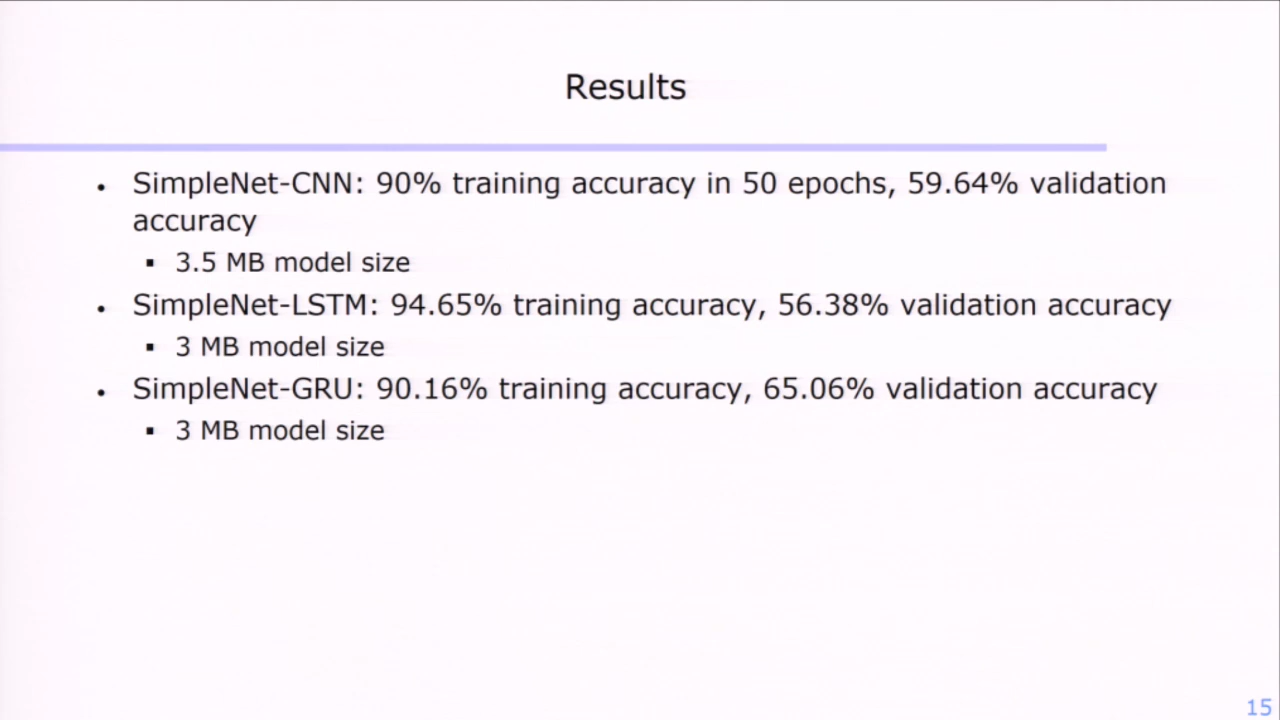 Results
• SimpleNet-CNN: 90% training accuracy in 50 epochs, 59.64% validation
accuracy
▪ 3.5 MB model size
• SimpleNet-LSTM: 94.65% training accuracy, 56.38% validation accuracy
▪ 3 MB model size
• SimpleNet-GRU: 90.16% training accuracy, 65.06% validation accuracy
▪ 3 MB model size
15